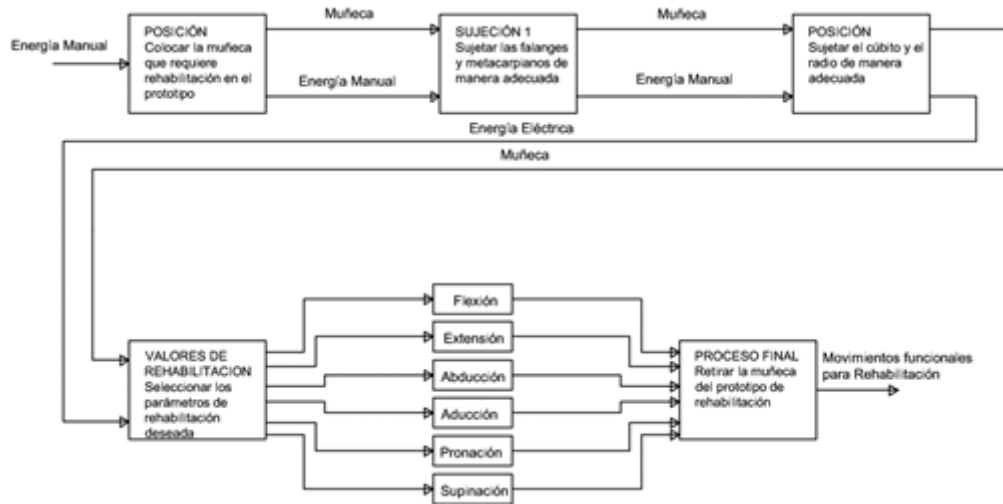 Energía Manual
POSICIÓN
Colocar la muñeca
que requiere
rehabilitación en el
prototipo
Muñeca
Energía Manual
SUJECIÓN 1
Sujetar las falanges
y metacarpianos de
manera adecuada
Muñeca
Energía Manual
POSICIÓN
Sujetar el cúbito y el
radio de manera
adecuada
Energía Eléctrica
Muñeca
VALORES DE
REHABILITACION
Seleccionar los
parámetros de
rehabilitación
deseada
Flexión
Extensión
Abducción
Aducción
Pronación
Supinación
PROCESO FINAL
Retirar la muñeca
del prototipo de
rehabilitación
Movimientos funcionales
para Rehabilitación